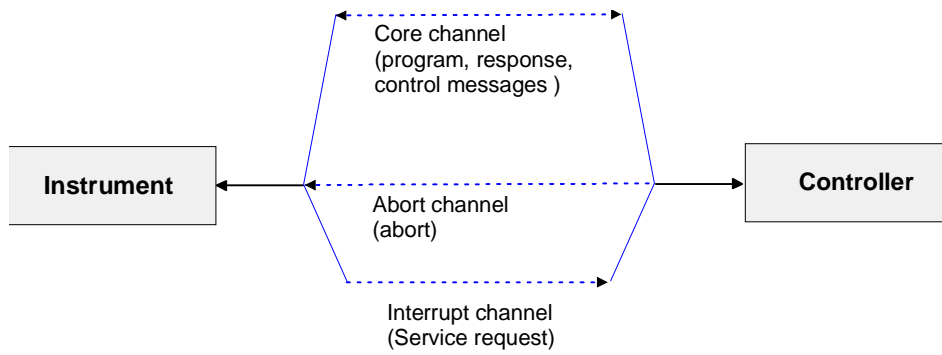 Core channel
(program, response,
control messages )
Instrument
Controller
Abort channel
(abort)
Interrupt channel
(Service request)